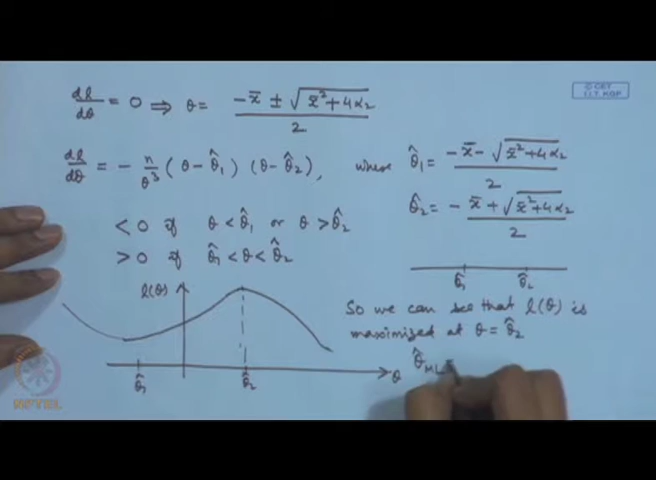 © CET
I.I.T. KGP
dl/dθ = 0 ⟹ θ = (-x̄ ± √(x̄² + 4α₂))/2
dl/dθ = - n/θ³ (θ - θ̂₁) (θ - θ̂₂), where θ̂₁ = (-x̄ - √(x̄² + 4α₂))/2
θ̂₂ = (-x̄ + √(x̄² + 4α₂))/2
< 0 if θ < θ̂₁ or θ > θ̂₂
> 0 if θ̂₁ < θ < θ̂₂
θ̂₁ θ̂₂
l(θ)
So we can see that l(θ) is
maximized at θ = θ̂₂
θ̂₁ θ̂₂ θ
θ̂ML =
NPTEL